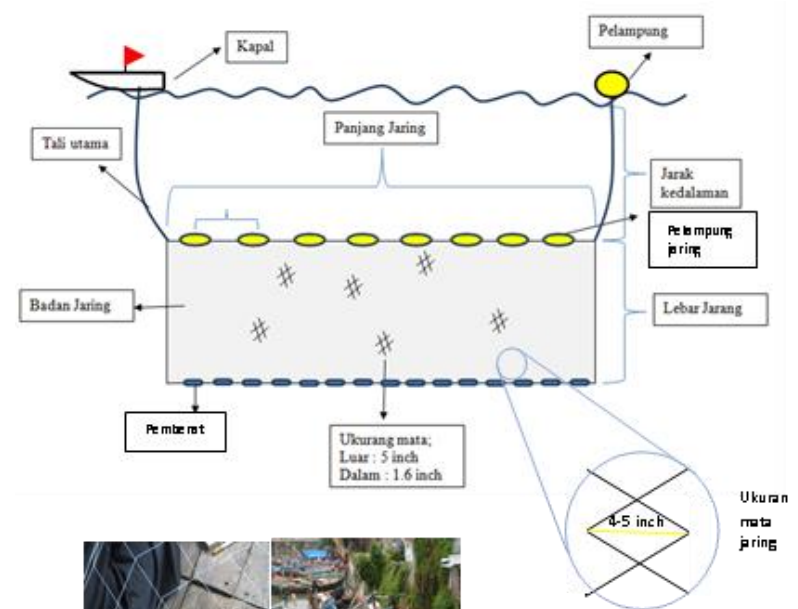 Kapal
Pelampung
Panjang Jaring
Tali utama
Jarak
kedalaman
Pelampung
jaring
Badan Jaring
Lebar Jarang
Pemberat
Ukurang mata;
Luar : 5 inch
Dalam : 1.6 inch
4-5 inch
Ukuran
mata
jaring